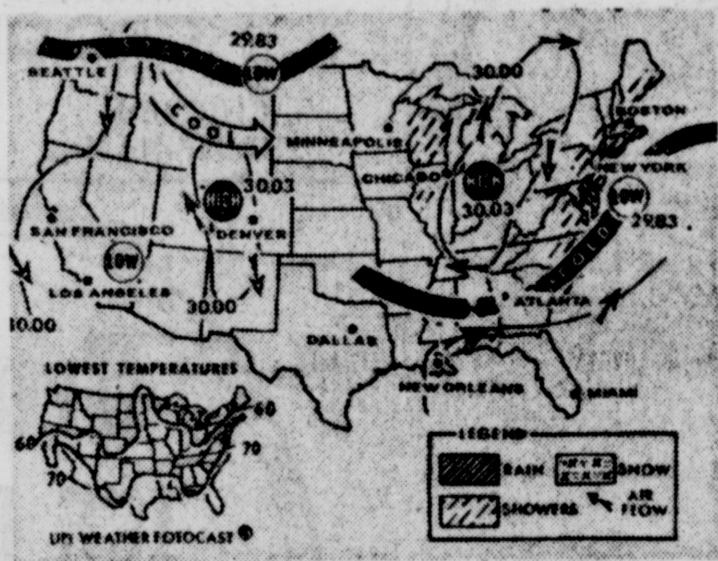 29.83
LOW
SEATTLE
30.00
BOSTON
COOL
MINNEAPOLIS
NEW YORK
CHICAGO
HIGH
HIGH
30.03
30.03
LOW
29.83
SAN FRANCISCO
DENVER
LOW
COLD
LOS ANGELES
30.00
ATLANTA
DALLAS
LOWEST TEMPERATURES
NEW ORLEANS
MIAMI
60
60
70
70
LEGEND
RAIN
SNOW
SHOWERS
AIR
FLOW
UPI WEATHER FOTOCAST